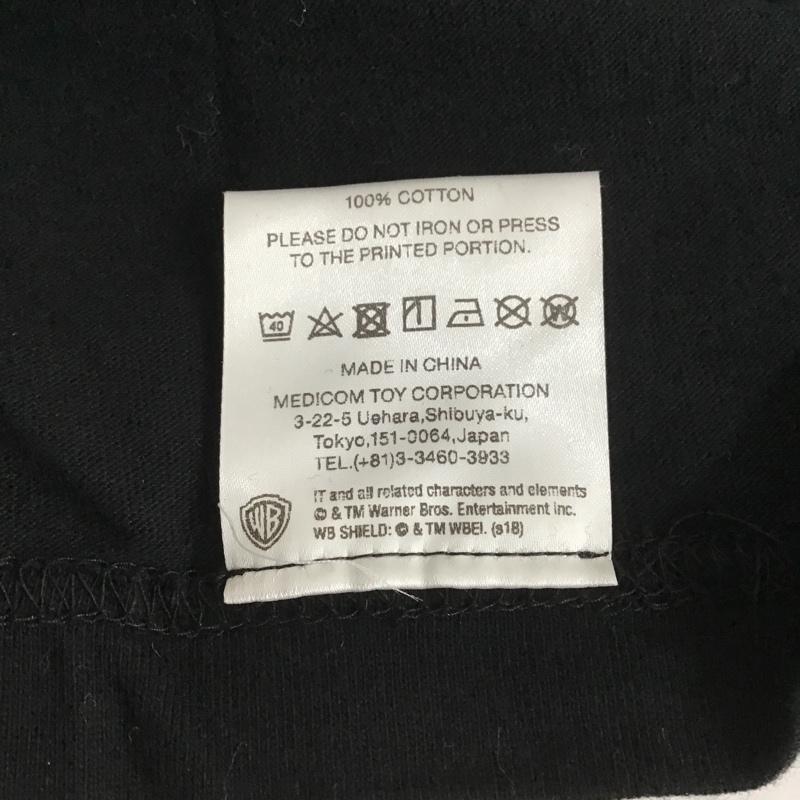 100% COTTON
PLEASE DO NOT IRON OR PRESS
TO THE PRINTED PORTION.
40
W
MADE IN CHINA
MEDICOM TOY CORPORATION
3-22-5 Uehara,Shibuya-ku,
Tokyo,151-0064,Japan
TEL.(+81)3-3460-3933
WB
IT and all related characters and elements
© & TM Warner Bros. Entertainment Inc.
WB SHIELD: © & TM WBEI. (s18)